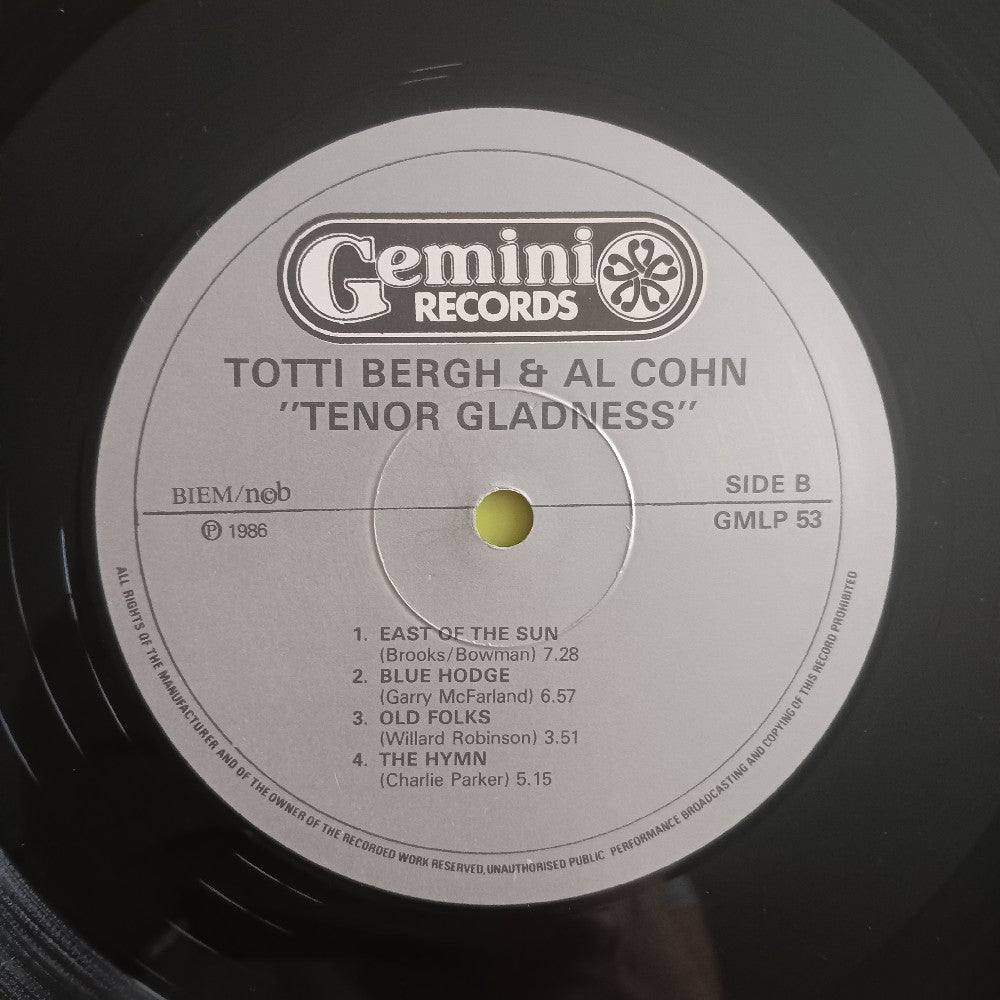 Gemini
RECORDS
TOTTI BERGH & AL COHN
"TENOR GLADNESS"
BIEM/n©b
SIDE B
℗ 1986
GMLP 53
1. EAST OF THE SUN
(Brooks/Bowman) 7.28
2. BLUE HODGE
(Garry McFarland) 6.57
3. OLD FOLKS
(Willard Robinson) 3.51
4. THE HYMN
(Charlie Parker) 5.15
ALL RIGHTS OF THE MANUFACTURER AND OF THE OWNER OF THE RECORDED WORK RESERVED, UNAUTHORISED PUBLIC PERFORMANCE BROADCASTING AND COPYING OF THIS RECORD PROHIBITED